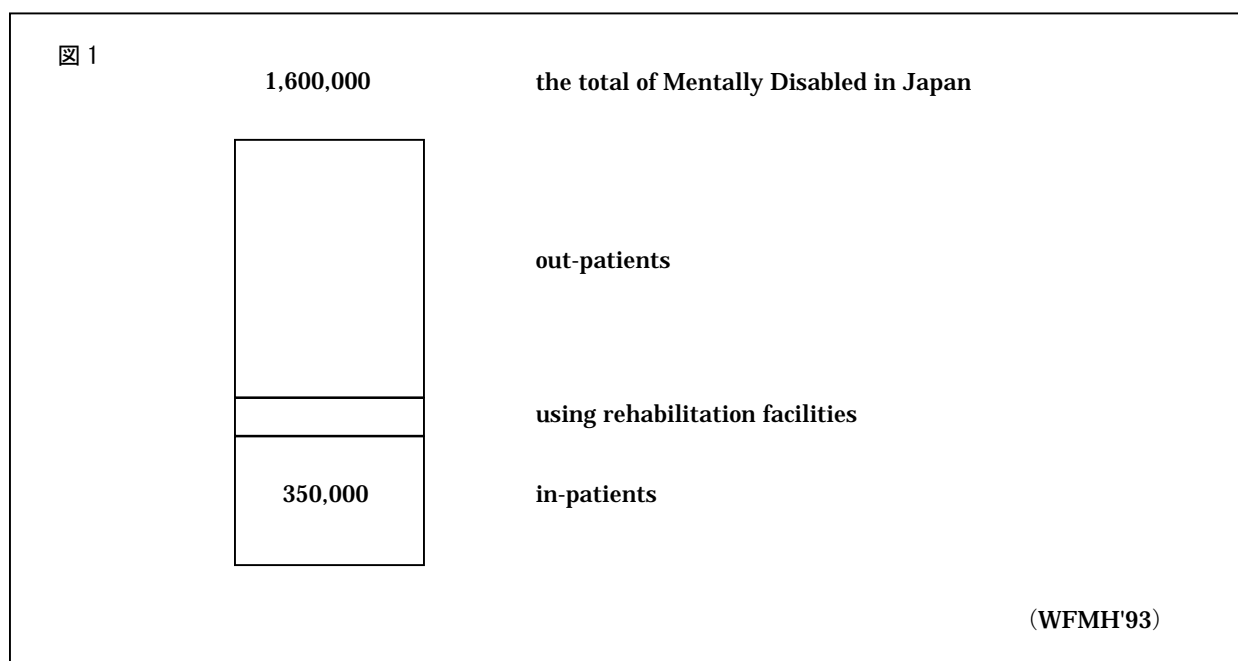 図1
1,600,000 the total of Mentally Disabled in Japan
out-patients
using rehabilitation facilities
350,000 in-patients
（WFMH'93）